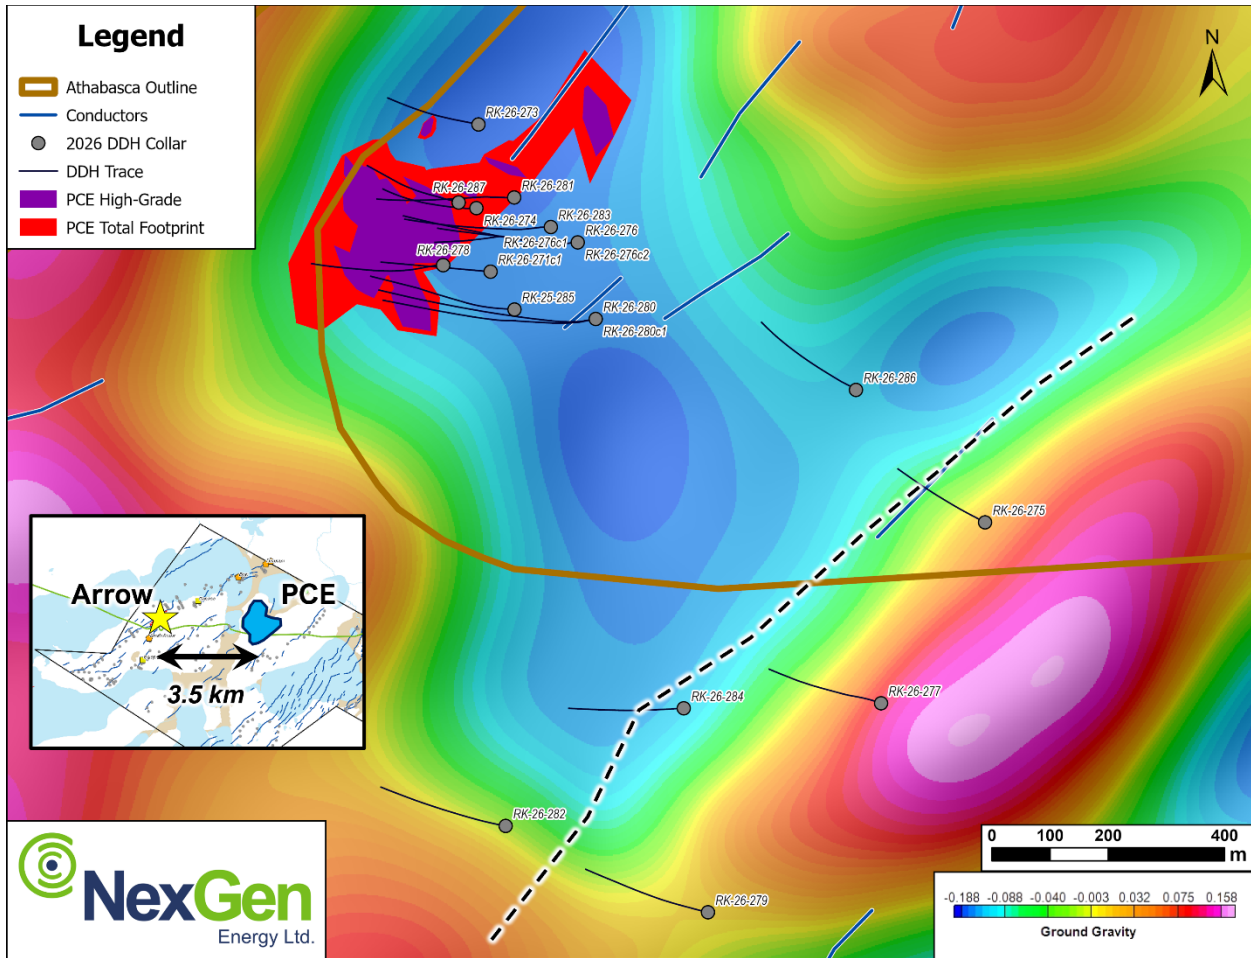 Legend
Athabasca Outline
Conductors
2026 DDH Collar
DDH Trace
PCE High-Grade
PCE Total Footprint
N
RK-26-273
RK-26-287
RK-26-281
RK-26-274
RK-26-283
RK-26-276c1
RK-26-276
RK-26-278
RK-26-271c1
RK-26-276c2
RK-25-285
RK-26-280
RK-26-280c1
RK-26-286
RK-26-275
RK-26-277
RK-26-284
RK-26-282
RK-26-279
Arrow
PCE
3.5 km
NexGen
Energy Ltd.
0 100 200 400
m
-0.188 -0.088 -0.040 -0.003 0.032 0.075 0.158
Ground Gravity